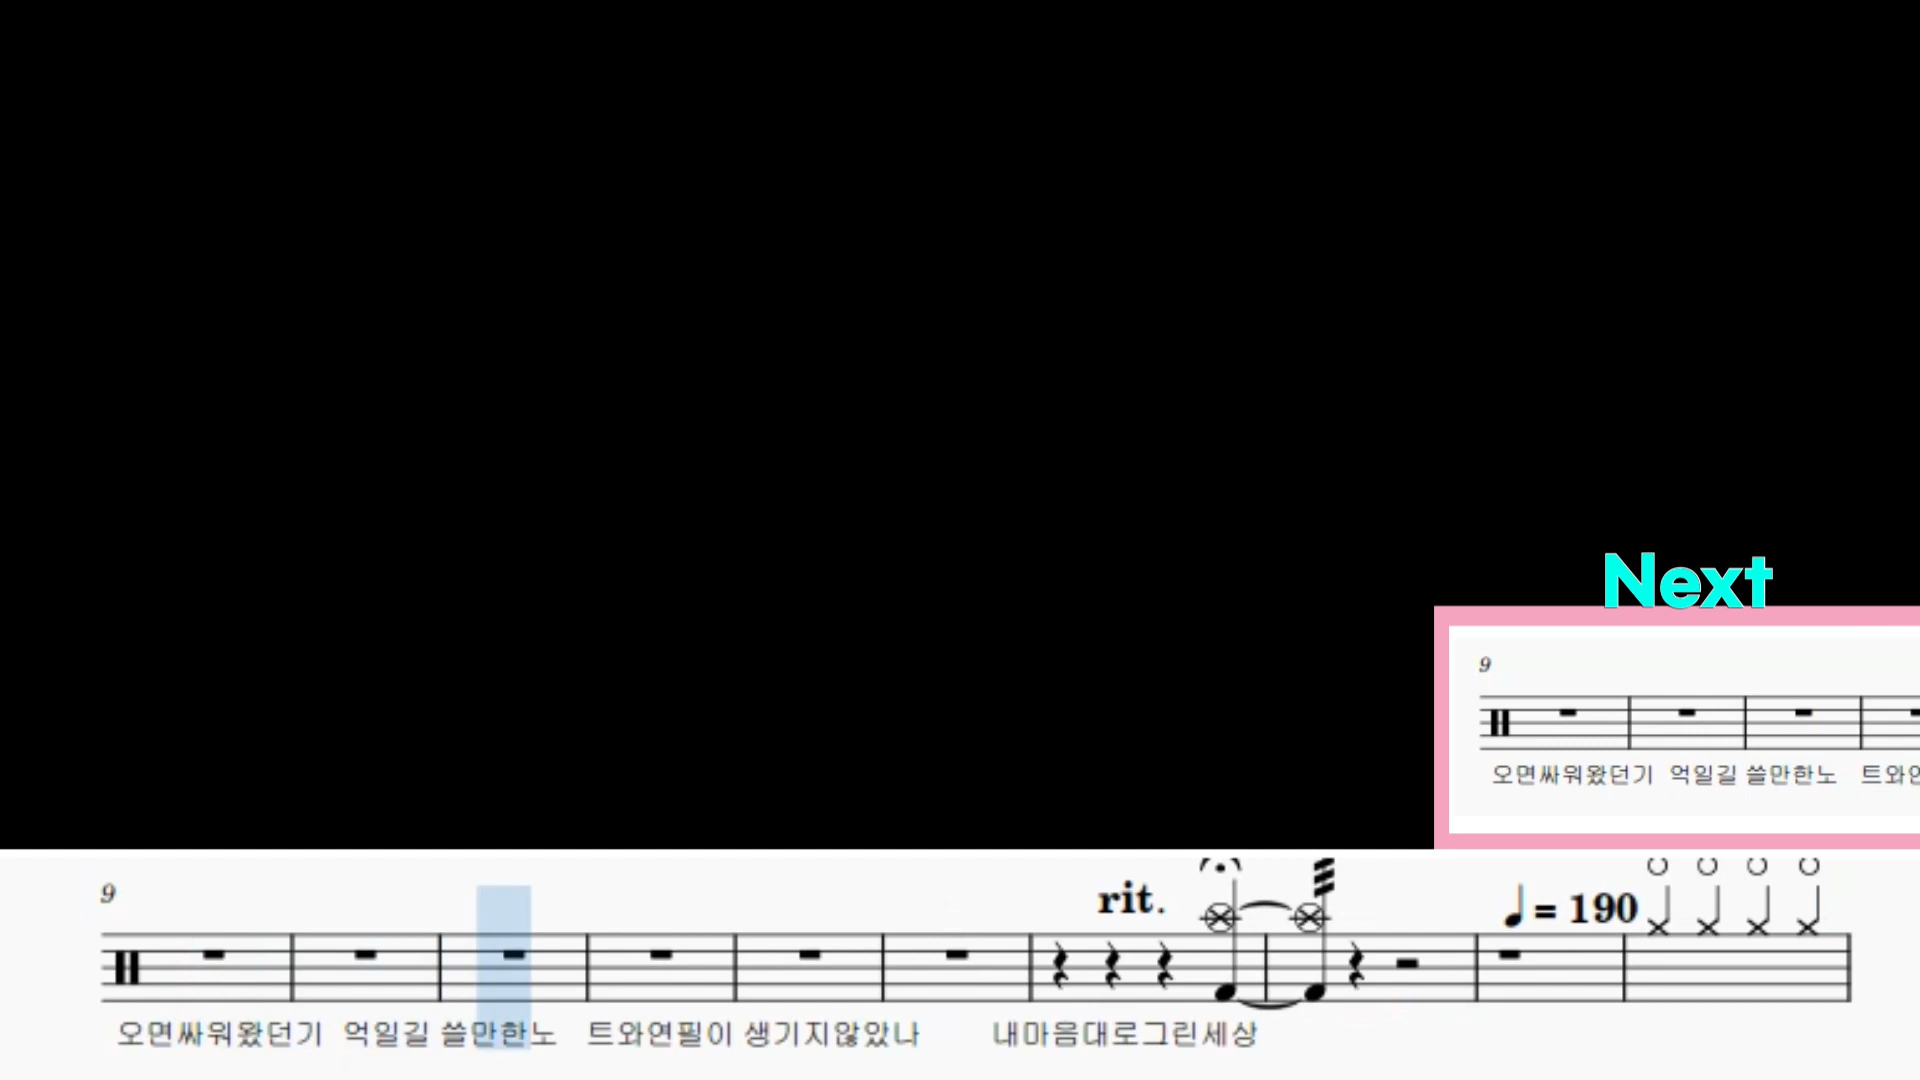 Next
9
오면싸워왔던기 억일길 쓸만한노 트와연
9
rit.
= 190
오면싸워왔던기 억일길 쓸만한노 트와연필이 생기지않았나 내마음대로그린세상